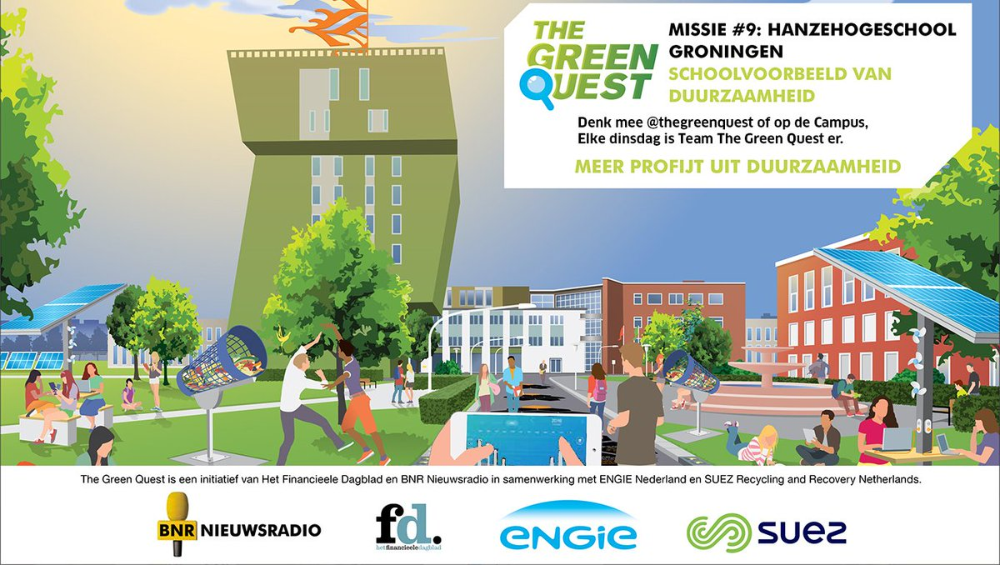 THE
GREEN
QUEST
MISSIE #9: HANZEHOGESCHOOL
GRONINGEN
SCHOOLVOORBEELD VAN
DUURZAAMHEID
Denk mee @thegreenquest of op de Campus,
Elke dinsdag is Team The Green Quest er.
MEER PROFIJT UIT DUURZAAMHEID
The Green Quest is een initiatief van Het Financieele Dagblad en BNR Nieuwsradio in samenwerking met ENGIE Nederland en SUEZ Recycling and Recovery Netherlands.
BNR NIEUWSRADIO
fd.
hetfinancieeledagblad
ENGIE
suez